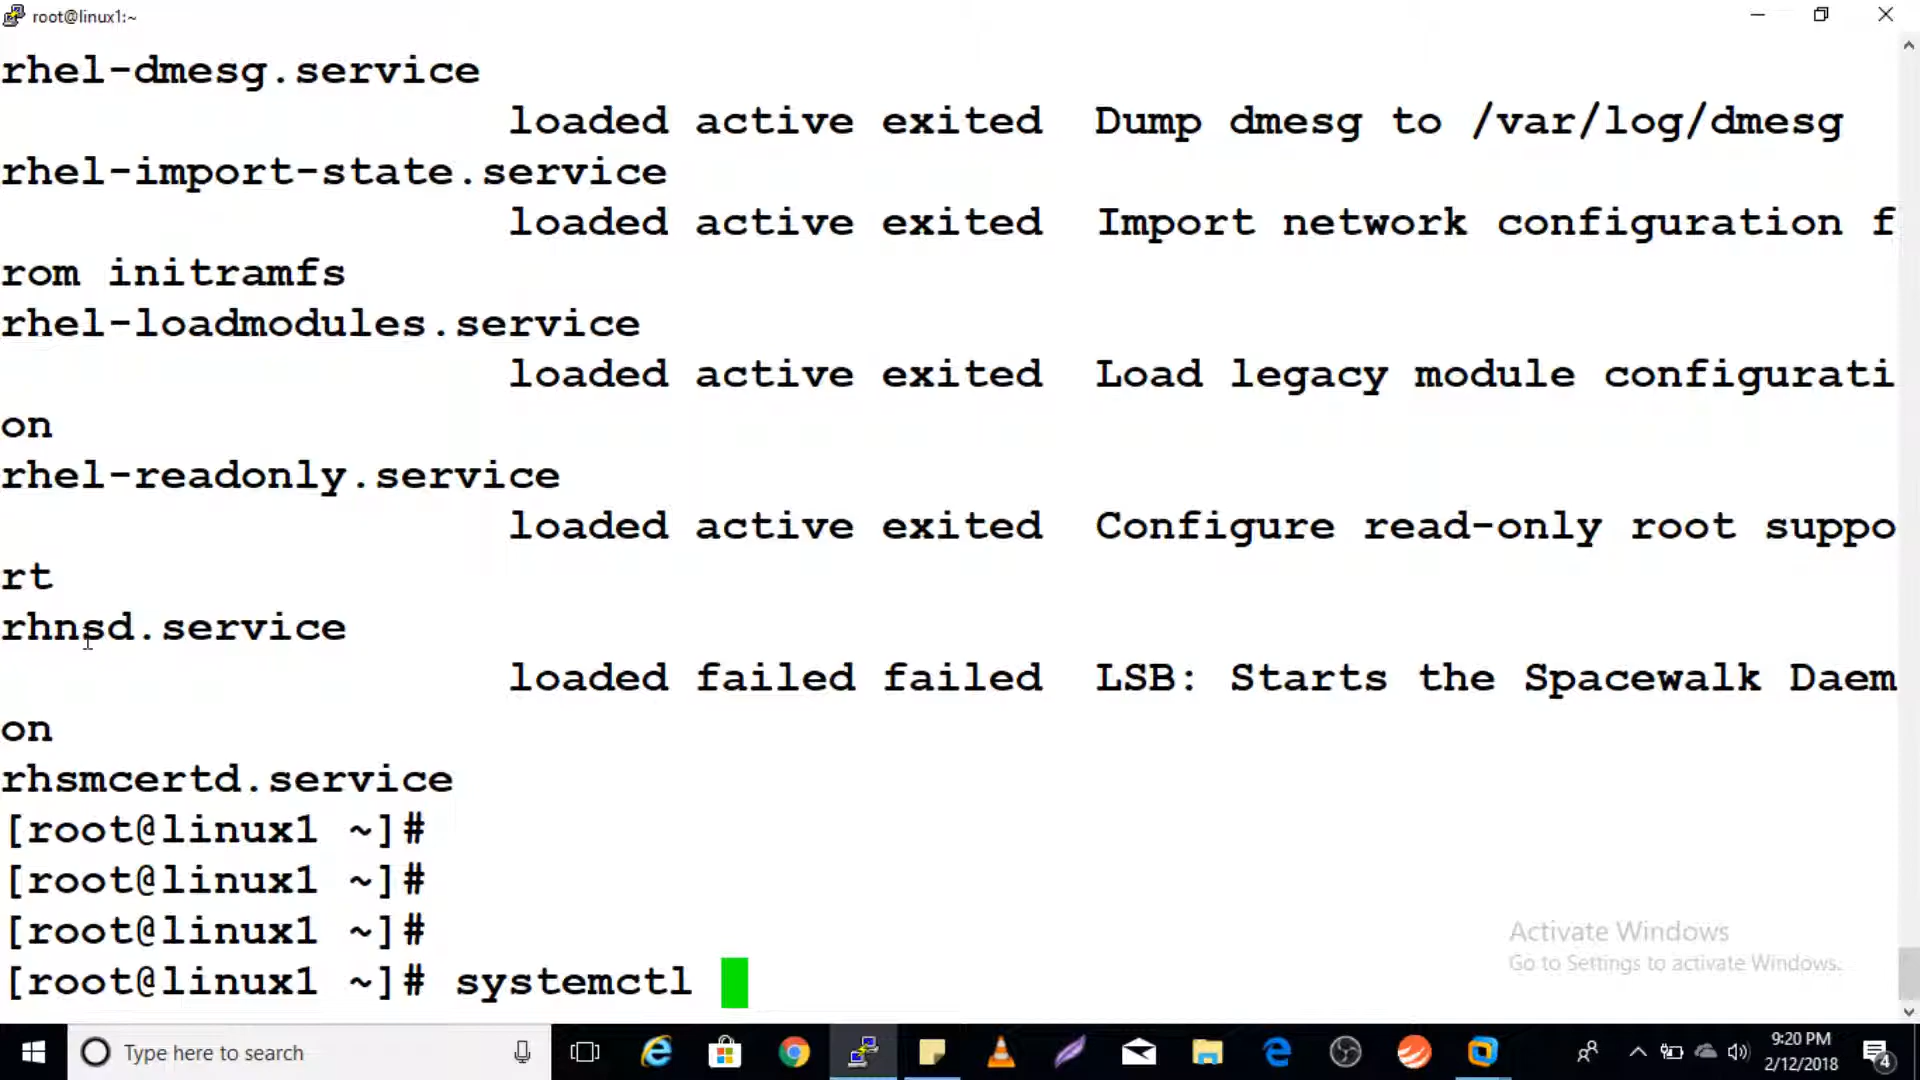 root@linux1:~
rhel-dmesg.service
loaded active exited Dump dmesg to /var/log/dmesg
rhel-import-state.service
loaded active exited Import network configuration f
rom initramfs
rhel-loadmodules.service
loaded active exited Load legacy module configurati
on
rhel-readonly.service
loaded active exited Configure read-only root suppo
rt
rhnsd.service
loaded failed failed LSB: Starts the Spacewalk Daem
on
rhsmcertd.service
[root@linux1 ~]#
[root@linux1 ~]#
[root@linux1 ~]#
[root@linux1 ~]# systemctl
Activate Windows
Go to Settings to activate Windows.
Type here to search
9:20 PM
2/12/2018
4